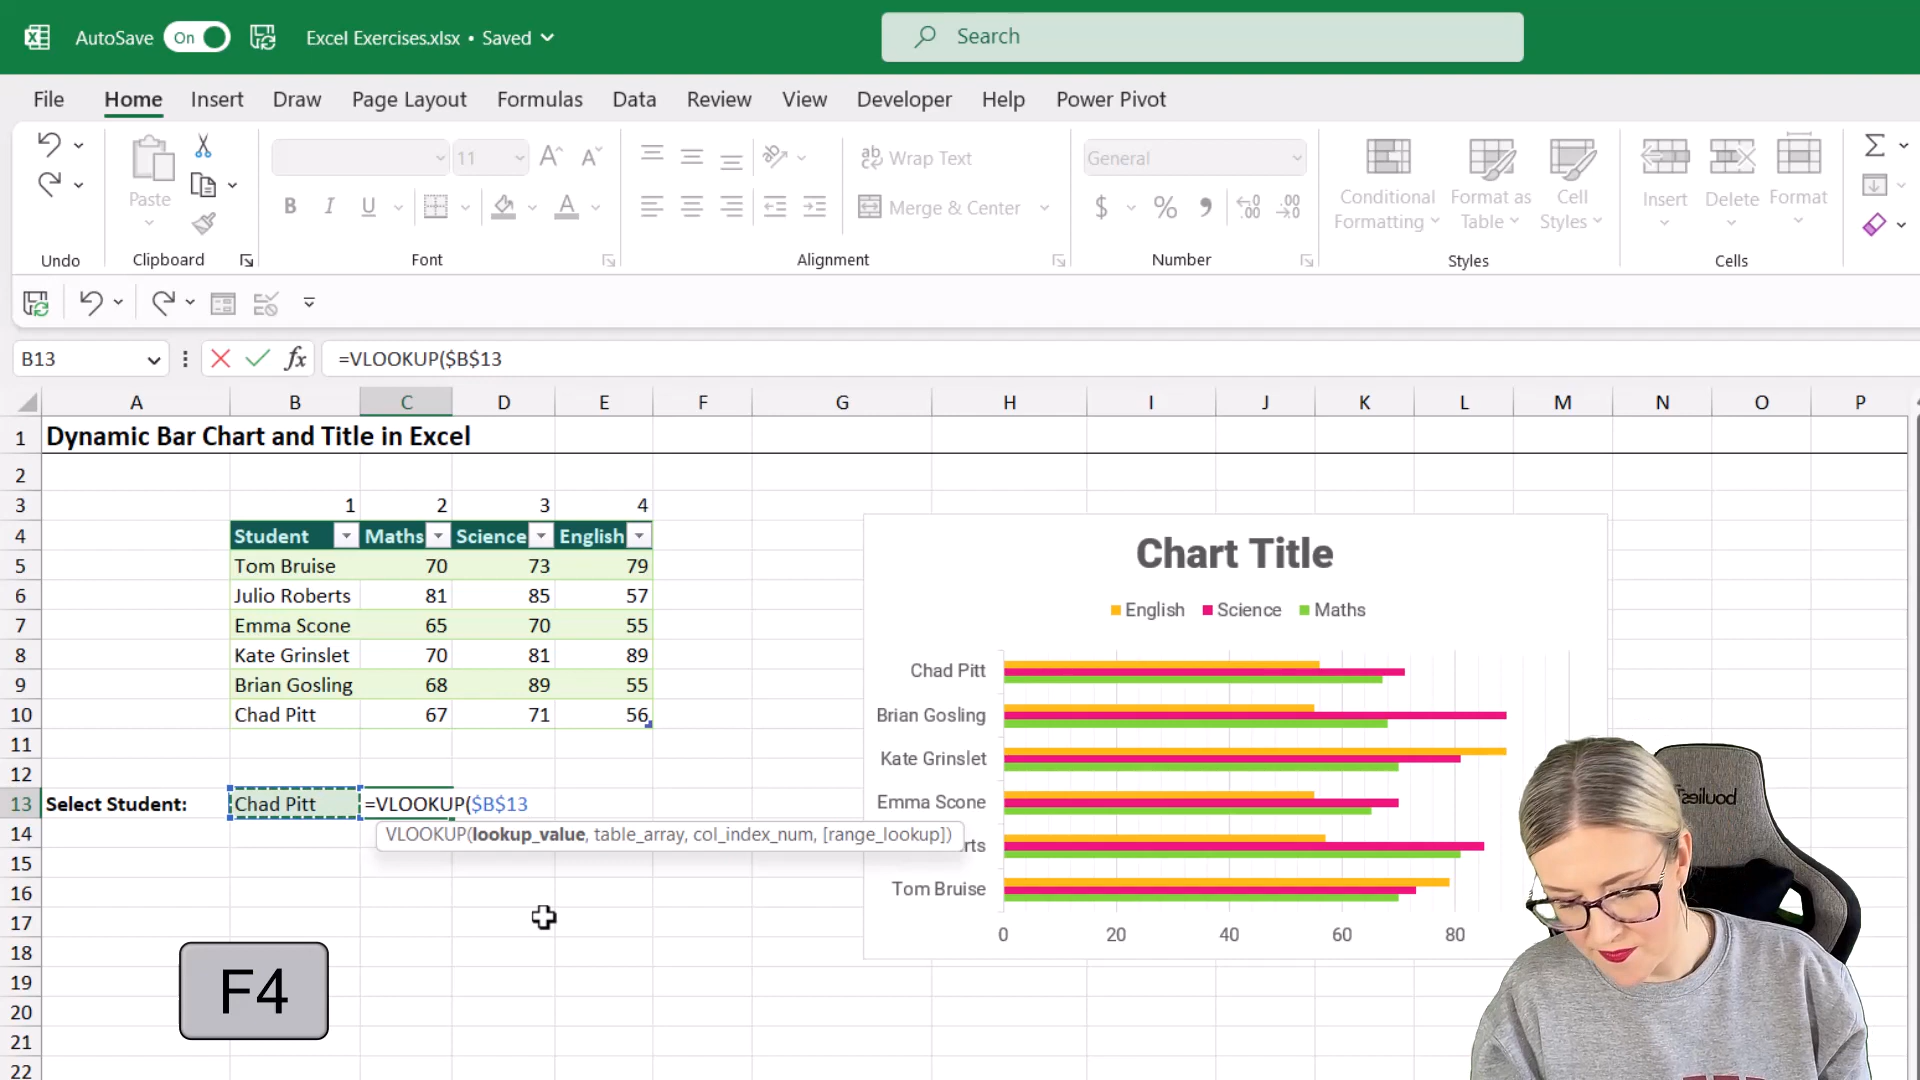 AutoSave On Excel Exercises.xlsx • Saved Search
File Home Insert Draw Page Layout Formulas Data Review View Developer Help Power Pivot
Paste 11 Wrap Text General Conditional Formatting Format as Table Cell Styles Insert Delete Format
B I U A Merge & Center $ % 9
Undo Clipboard Font Alignment Number Styles Cells
B13 fx =VLOOKUP($B$13
A B C D E F G H I J K L M N O P
1 Dynamic Bar Chart and Title in Excel
2
3 1 2 3 4
4 Student Maths Science English
5 Tom Bruise 70 73 79
6 Julio Roberts 81 85 57
7 Emma Scone 65 70 55
8 Kate Grinslet 70 81 89
9 Brian Gosling 68 89 55
10 Chad Pitt 67 71 56
11
12
13 Select Student: Chad Pitt =VLOOKUP($B$13
14 VLOOKUP(lookup_value, table_array, col_index_num, [range_lookup])
15
16
17
18
19
20
21
22
Chart Title
English Science Maths
Chad Pitt
Brian Gosling
Kate Grinslet
Emma Scone
rts
Tom Bruise
0 20 40 60 80
F4
boulies